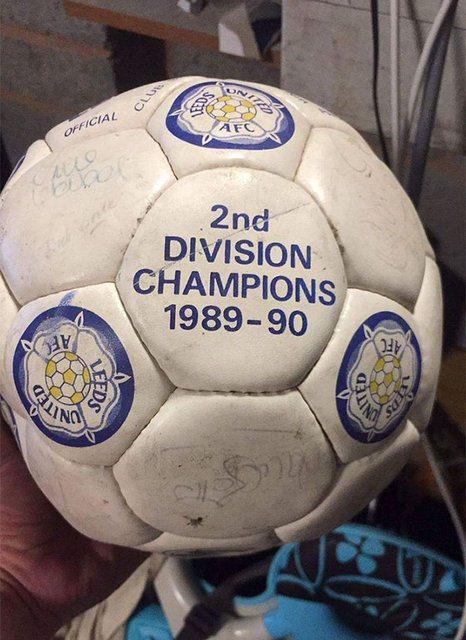 OFFICIAL CLUB
LEEDS UNITED
AFC
2nd
DIVISION
CHAMPIONS
1989-90
LEEDS UNITED
AFC
LEEDS UNITED
AFC